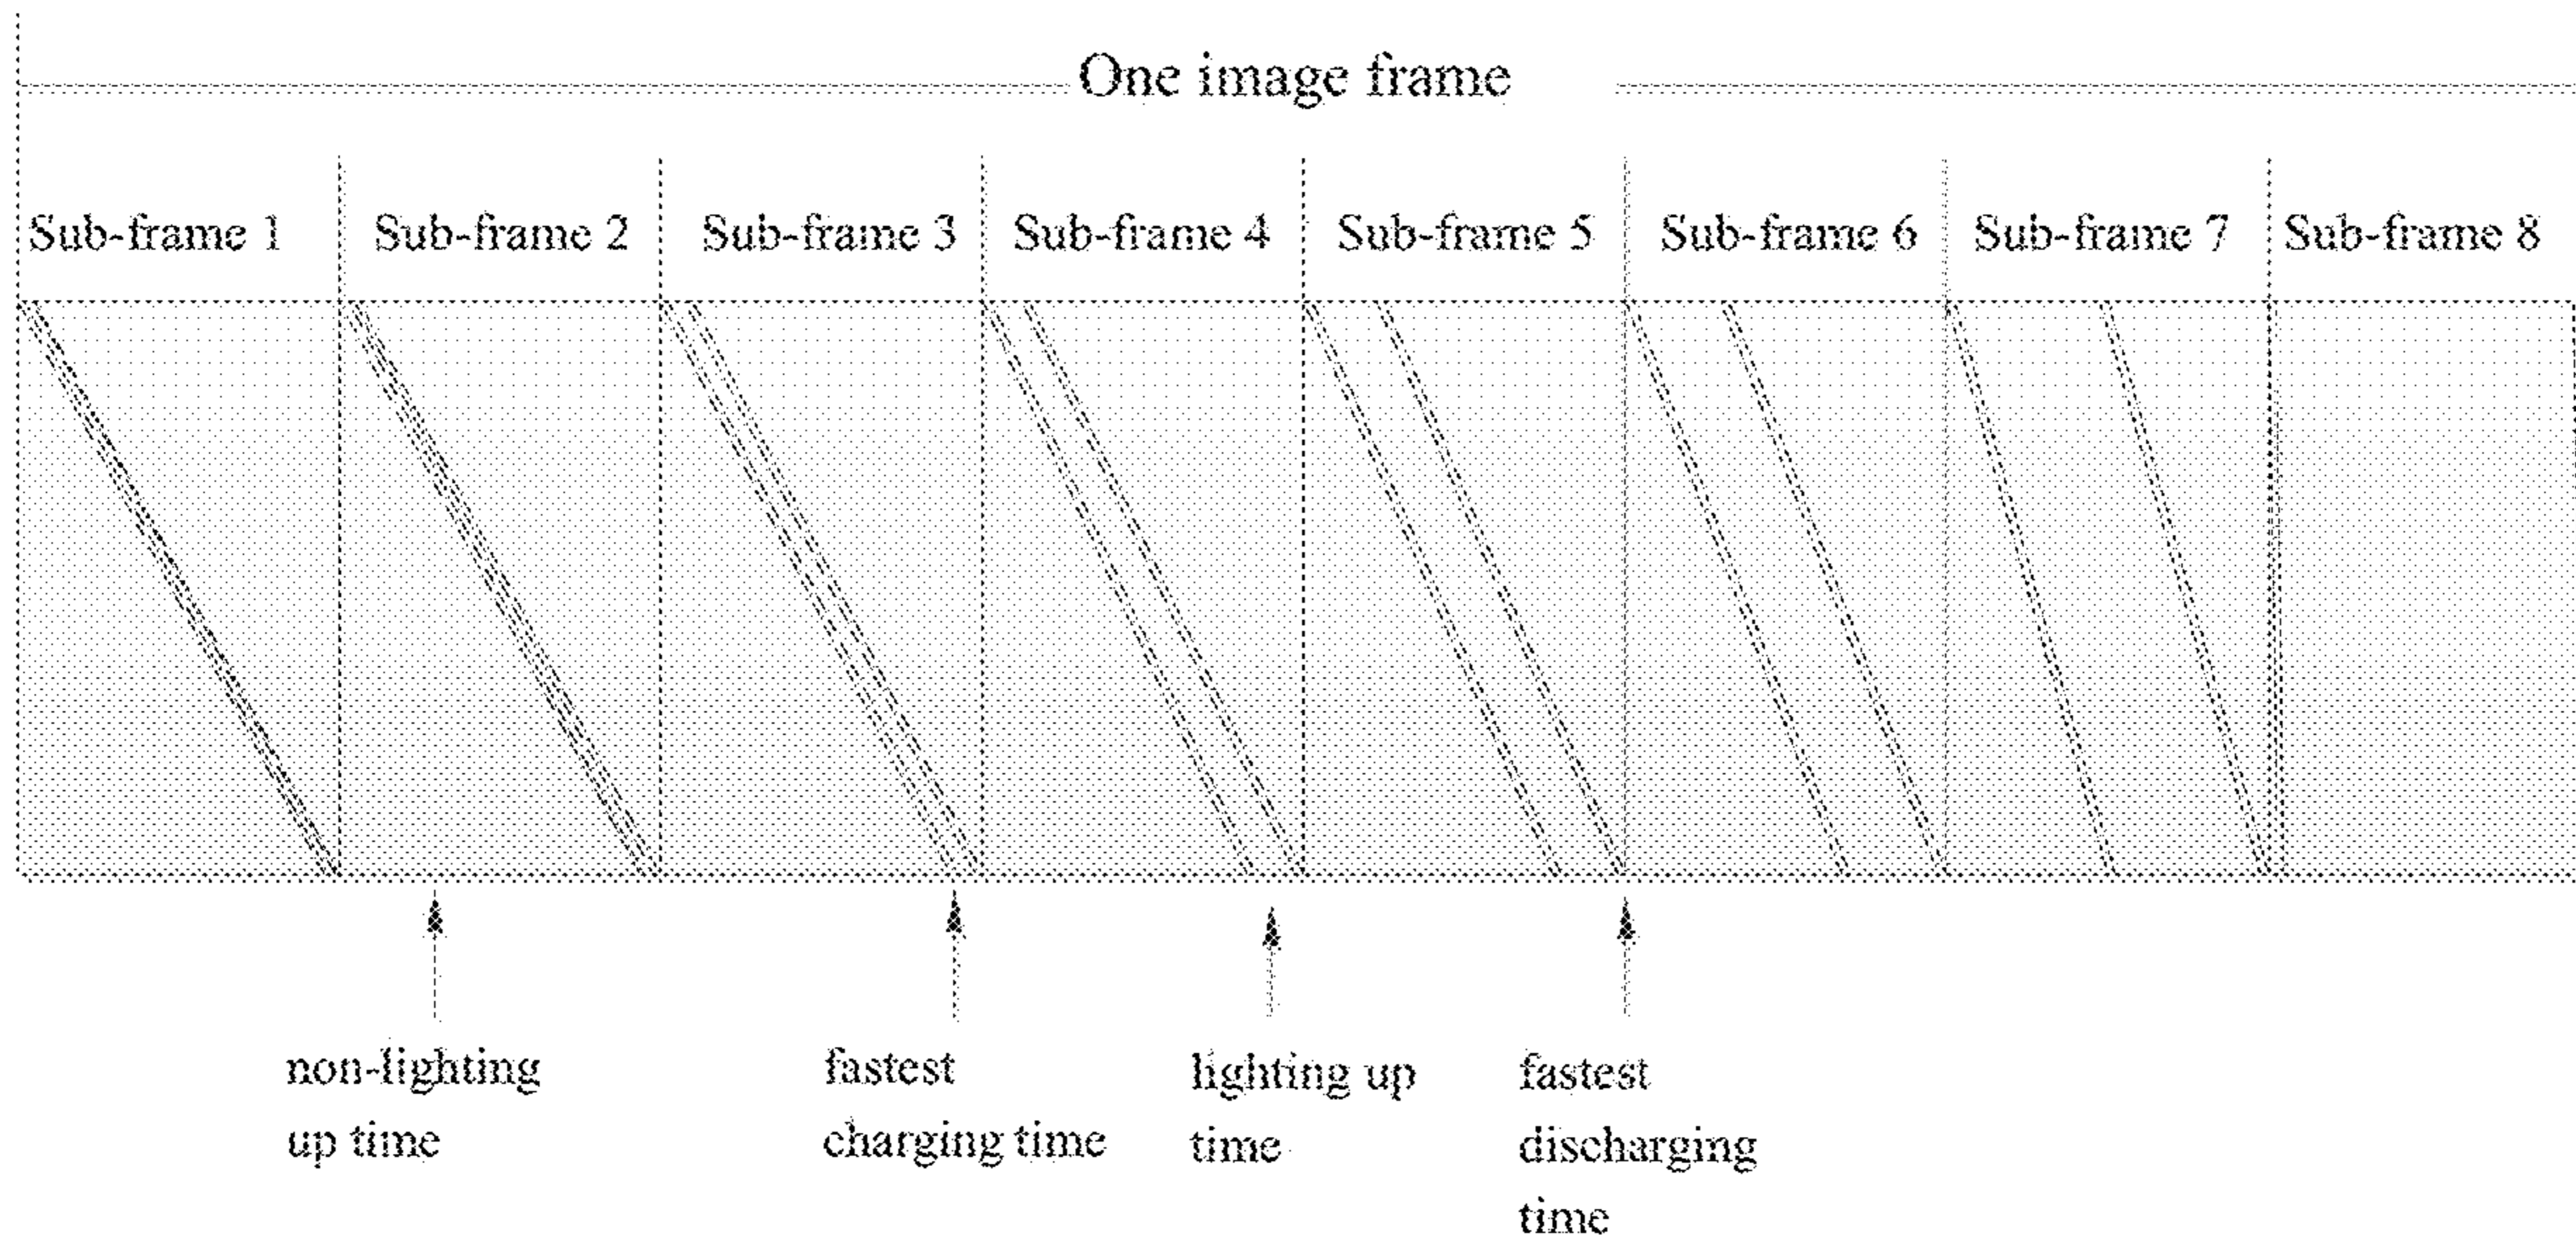 One image frame
Sub-frame 1 Sub-frame 2 Sub-frame 3 Sub-frame 4 Sub-frame 5 Sub-frame 6 Sub-frame 7 Sub-frame 8
non-lighting
up time
fastest
charging time
lighting up
time
fastest
discharging
time